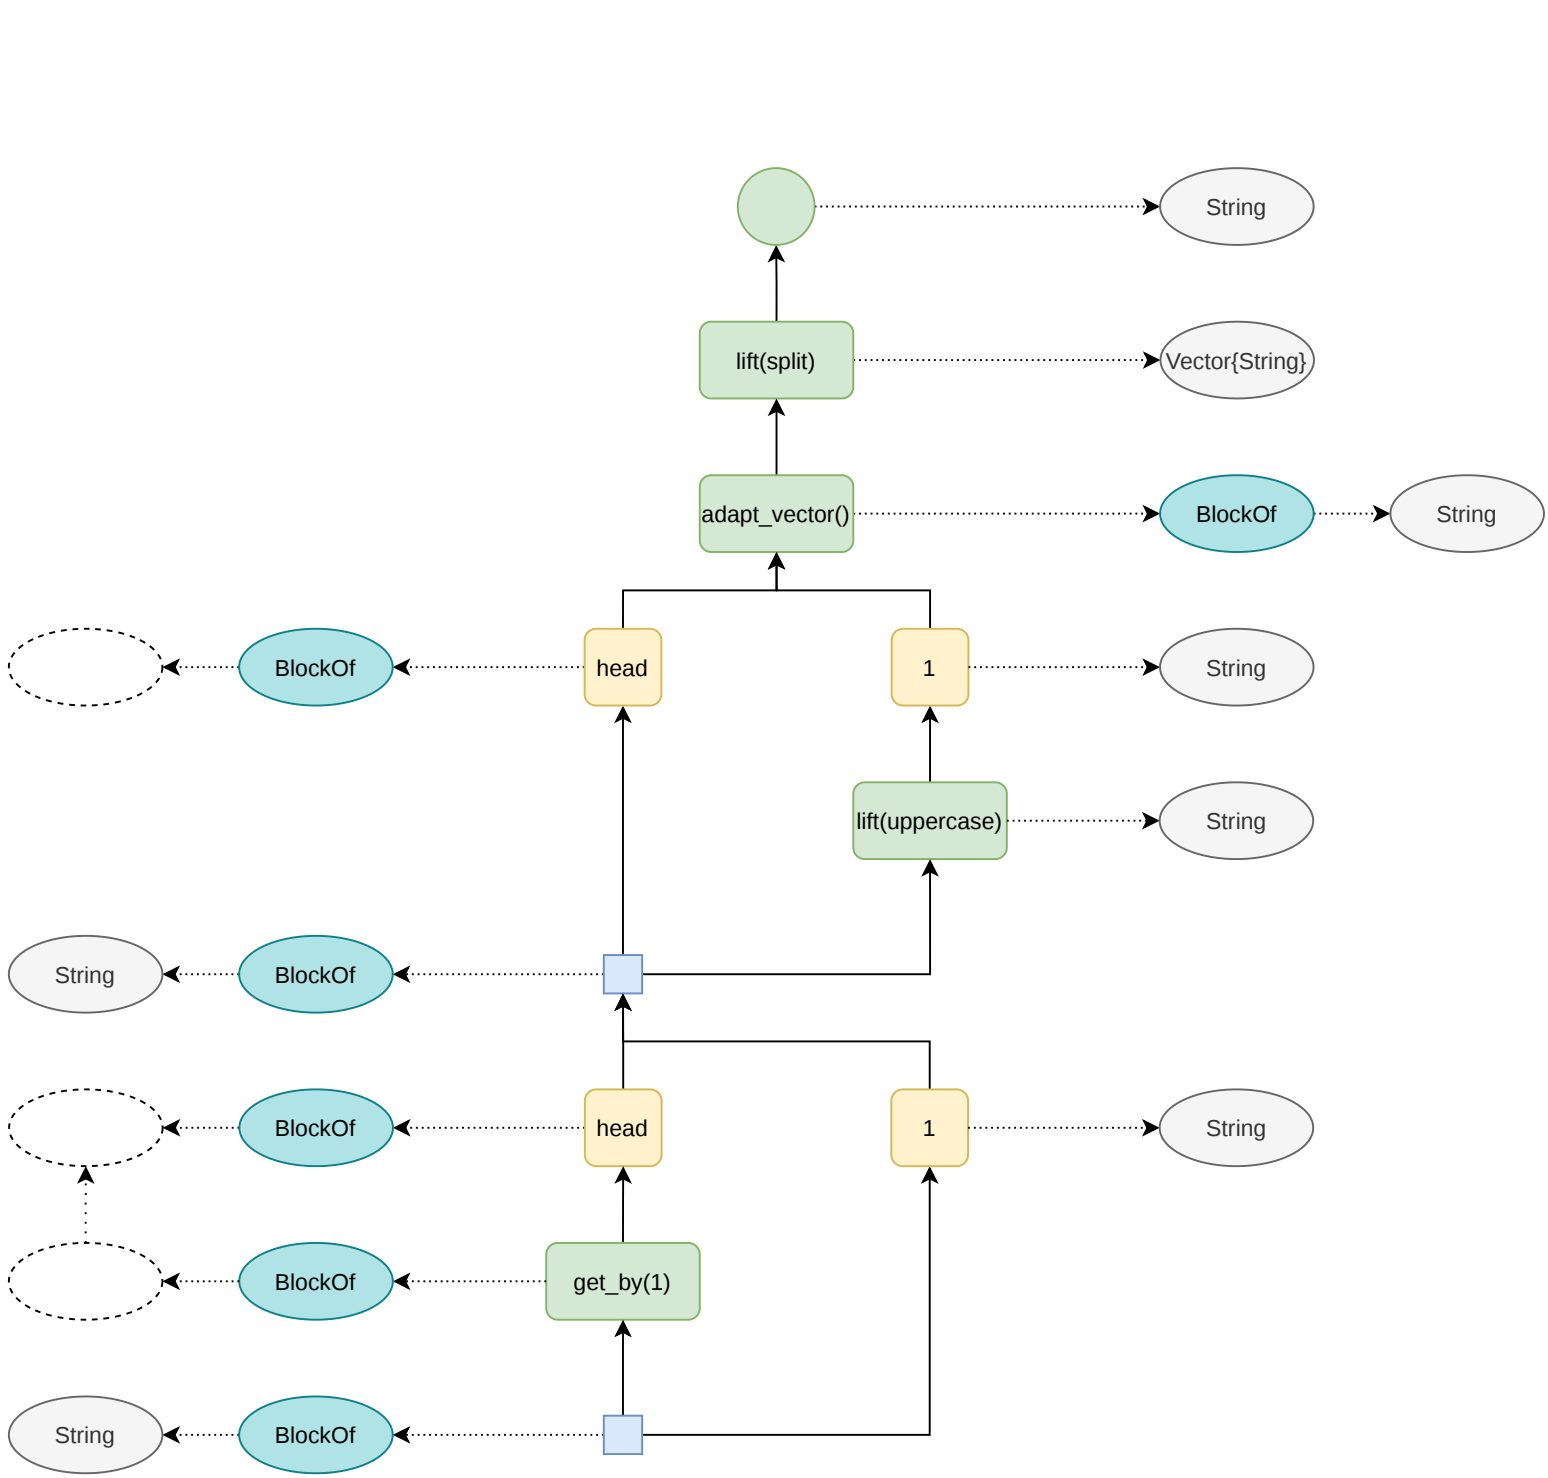 String
lift(split)
Vector{String}
adapt_vector()
BlockOf
String
BlockOf
head
1
String
lift(uppercase)
String
String
BlockOf
BlockOf
head
1
String
BlockOf
get_by(1)
String
BlockOf